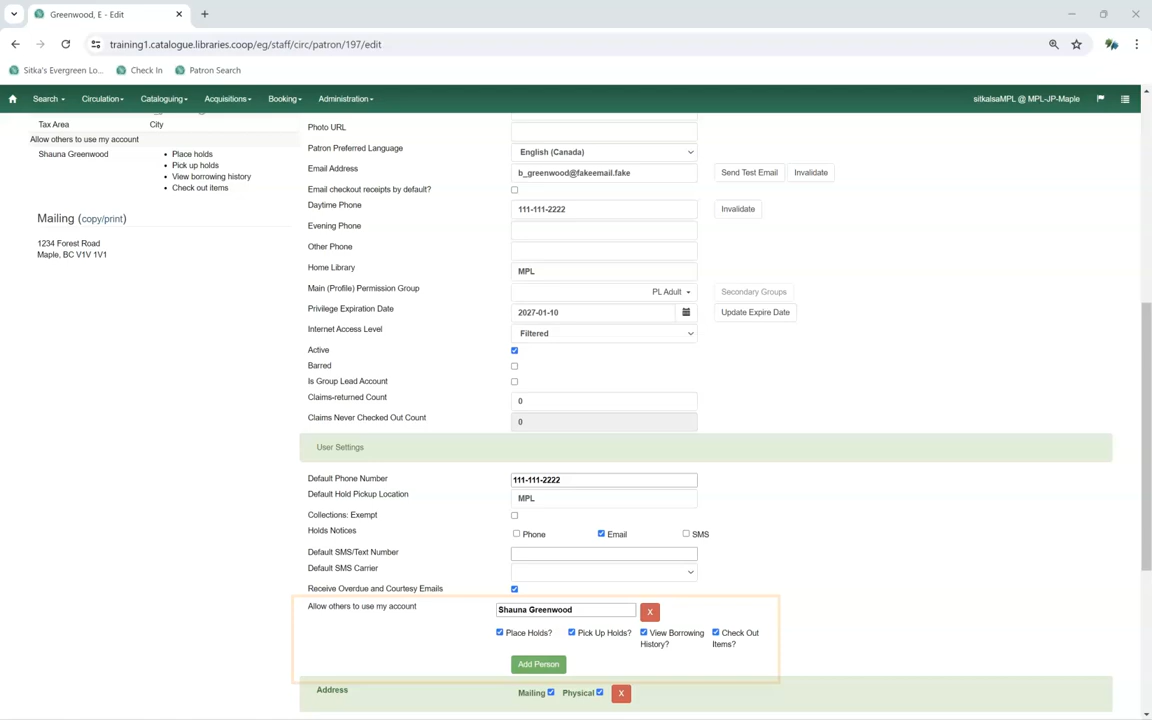 Greenwood, E - Edit
training1.catalogue.libraries.coop/eg/staff/circ/patron/197/edit
Sitka's Evergreen Lo... Check In Patron Search
Search Circulation Cataloguing Acquisitions Booking Administration sitkalsaMPL @ MPL-JP-Maple
Tax Area City
Allow others to use my account
Shauna Greenwood
• Place holds
• Pick up holds
• View borrowing history
• Check out items
Mailing (copy/print)
1234 Forest Road
Maple, BC V1V 1V1
Photo URL
Patron Preferred Language English (Canada)
Email Address b_greenwood@fakeemail.fake Send Test Email Invalidate
Email checkout receipts by default?
Daytime Phone 111-111-2222 Invalidate
Evening Phone
Other Phone
Home Library MPL
Main (Profile) Permission Group PL Adult Secondary Groups
Privilege Expiration Date 2027-01-10 Update Expire Date
Internet Access Level Filtered
Active
Barred
Is Group Lead Account
Claims-returned Count 0
Claims Never Checked Out Count 0
User Settings
Default Phone Number 111-111-2222
Default Hold Pickup Location MPL
Collections: Exempt
Holds Notices Phone Email SMS
Default SMS/Text Number
Default SMS Carrier
Receive Overdue and Courtesy Emails
Allow others to use my account Shauna Greenwood X
Place Holds? Pick Up Holds? View Borrowing Check Out
History? Items?
Add Person
Address Mailing Physical X